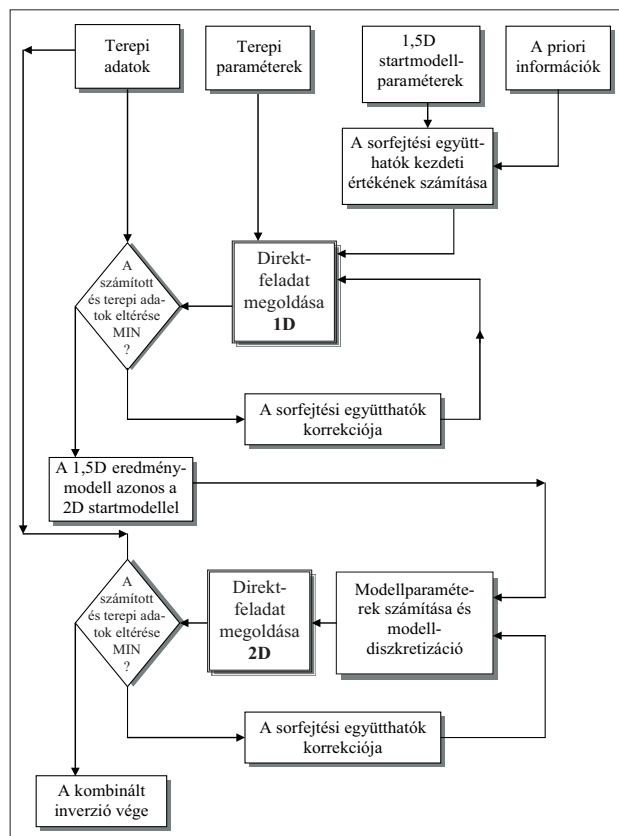 Terepi
adatok
Terepi
paraméterek
1,5D
startmodell-
paraméterek
A priori
információk
A sorfejtési együtt-
hatók kezdeti
értékének számítása
A
számított
és terepi ada-
tok eltérése
MIN
?
Direkt-
feladat
megoldása
1D
A sorfejtési együtthatók
korrekciója
A 1,5D eredmény-
modell azonos a
2D startmodellel
A
számított
és terepi ada-
tok eltérése
MIN
?
Direkt-
feladat
megoldása
2D
Modellparaméte-
rek számítása és
modell-
diszkretizáció
A sorfejtési együtthatók
korrekciója
A kombinált
inverzió vége